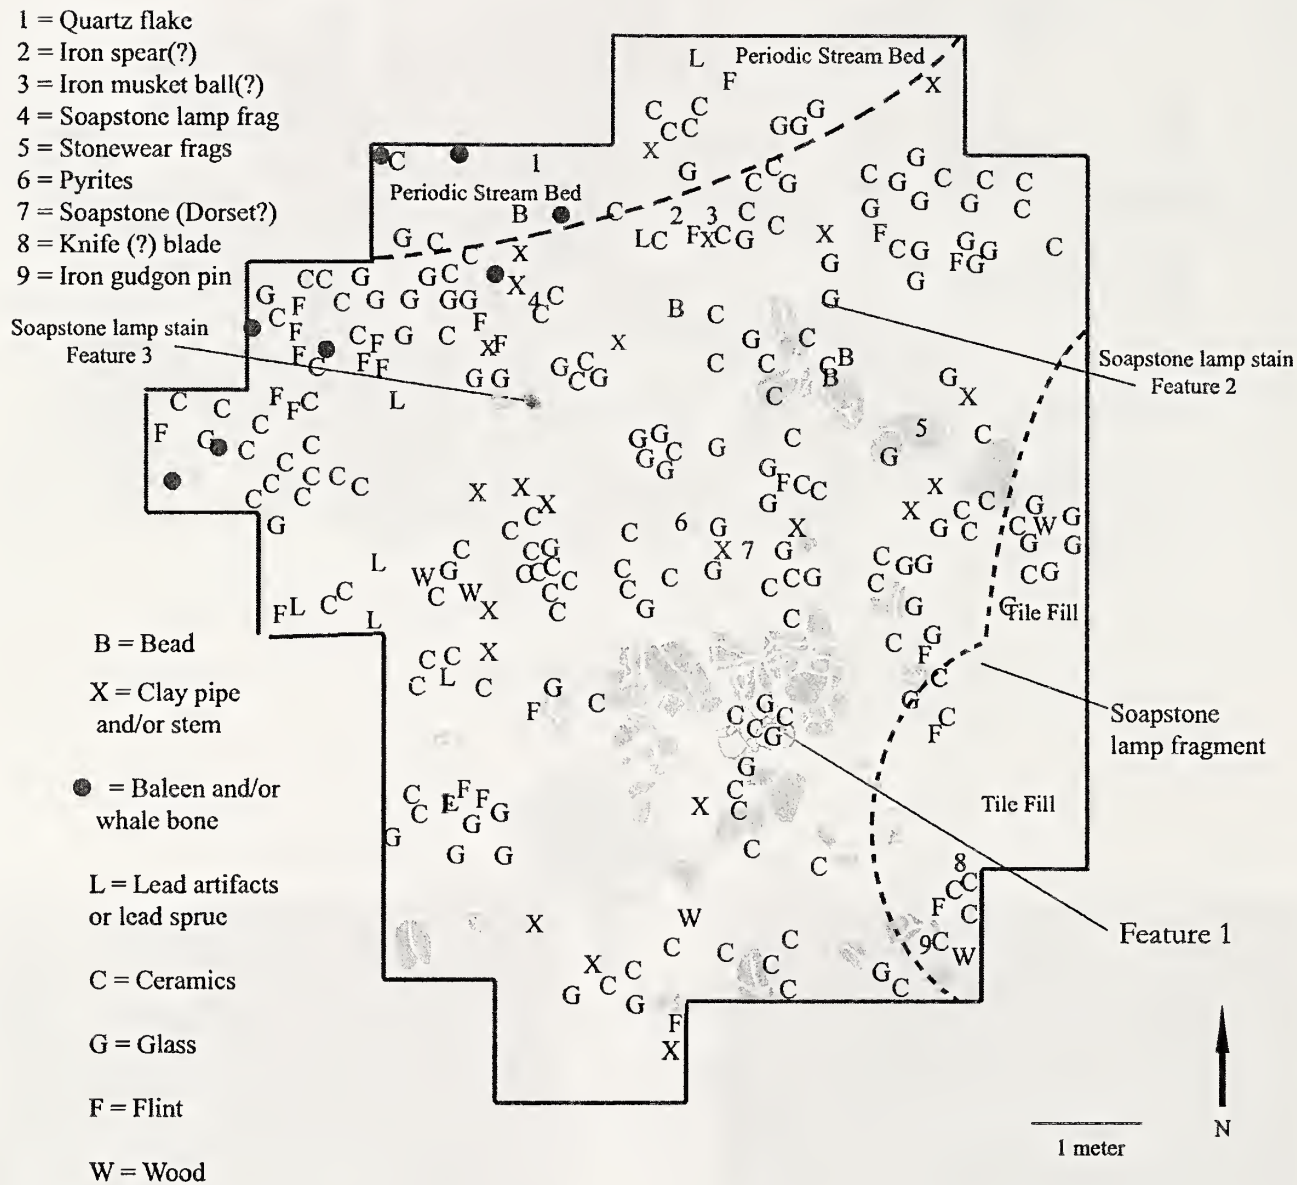 1 = Quartz flake
2 = Iron spear(?)
3 = Iron musket ball(?)
4 = Soapstone lamp frag
5 = Stonewear frags
6 = Pyrites
7 = Soapstone (Dorset?)
8 = Knife (?) blade
9 = Iron gudgon pin
Soapstone lamp stain
Feature 3
Periodic Stream Bed
Periodic Stream Bed
Soapstone lamp stain
Feature 2
Tile Fill
Soapstone
lamp fragment
Tile Fill
Feature 1
B = Bead
X = Clay pipe
and/or stem
= Baleen and/or
whale bone
L = Lead artifacts
or lead sprue
C = Ceramics
G = Glass
F = Flint
W = Wood
1 meter
N